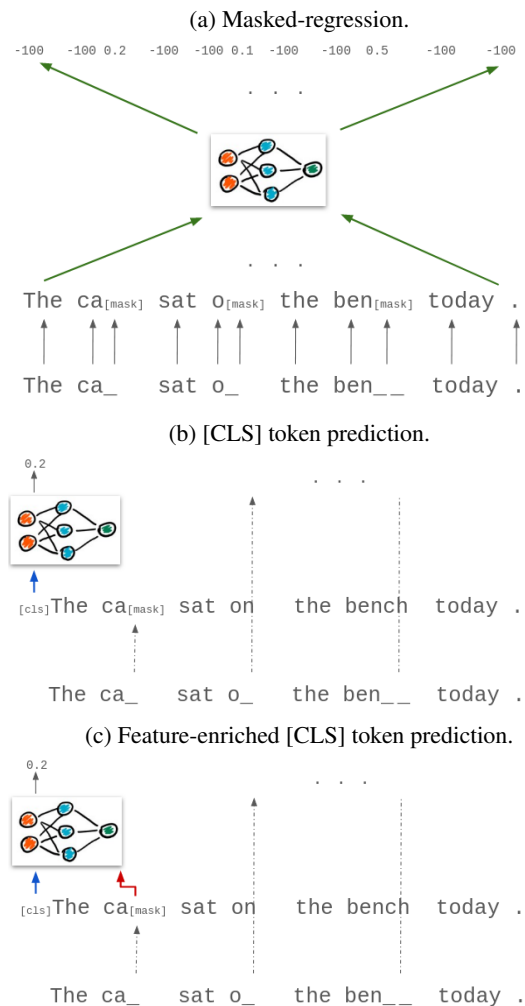 (a) Masked-regression.
-100 -100 0.2 -100 -100 0.1 -100 -100 0.5 -100 -100
. . .
. . .
The ca[mask] sat o[mask] the ben[mask] today .
The ca_ sat o_ the ben__ today .
(b) [CLS] token prediction.
0.2
. . .
[cls]The ca[mask] sat on the bench today .
The ca_ sat o_ the ben__ today .
(c) Feature-enriched [CLS] token prediction.
0.2
. . .
[cls]The ca[mask] sat on the bench today .
The ca_ sat o_ the ben__ today .